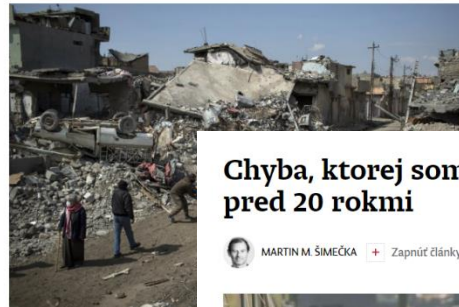 Chyba, ktorej som
pred 20 rokmi
MARTIN M. ŠIMEČKA + Zapnúť články